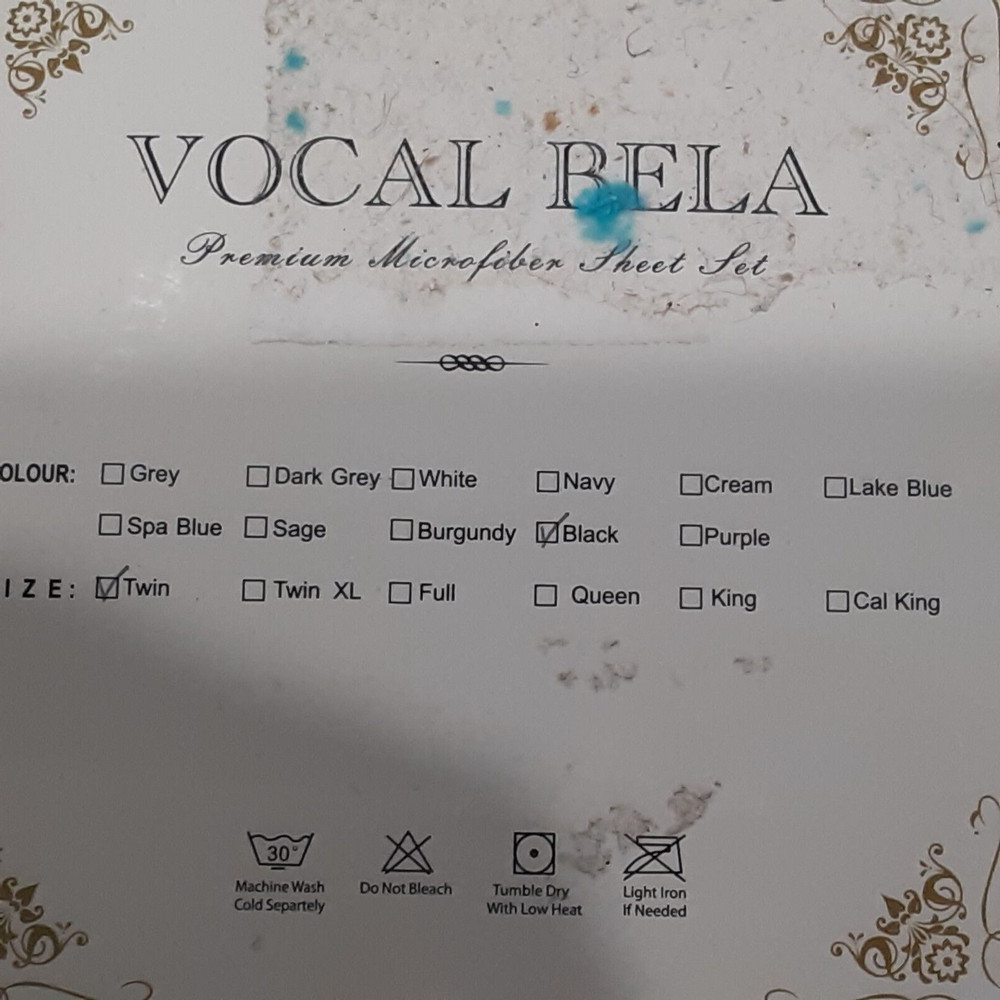 VOCAL BELA
Premium Microfiber Sheet Set
OLOUR: Grey Dark Grey White Navy Cream Lake Blue
Spa Blue Sage Burgundy Black Purple
IZE: Twin Twin XL Full Queen King Cal King
30°
Machine Wash Do Not Bleach Tumble Dry Light Iron
Cold Separtely With Low Heat If Needed